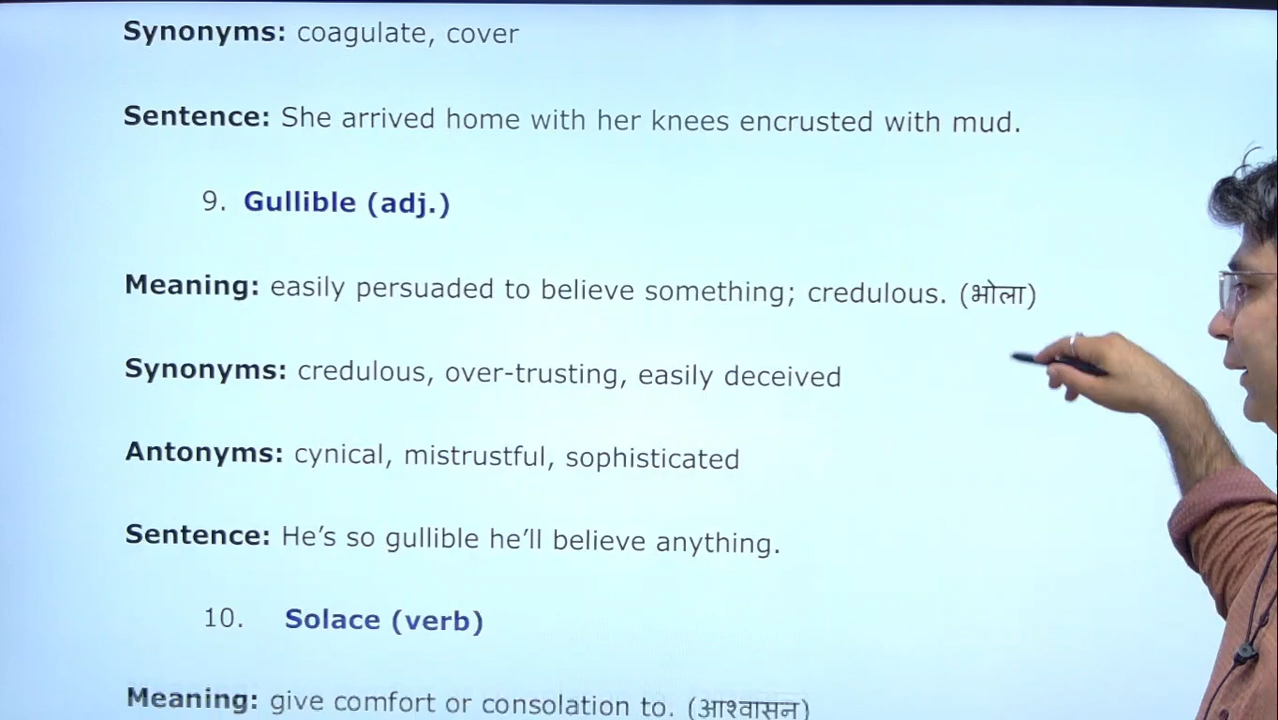 Synonyms: coagulate, cover
Sentence: She arrived home with her knees encrusted with mud.
9. Gullible (adj.)
Meaning: easily persuaded to believe something; credulous. (भोला)
Synonyms: credulous, over-trusting, easily deceived
Antonyms: cynical, mistrustful, sophisticated
Sentence: He’s so gullible he’ll believe anything.
10. Solace (verb)
Meaning: give comfort or consolation to. (आश्वासन)